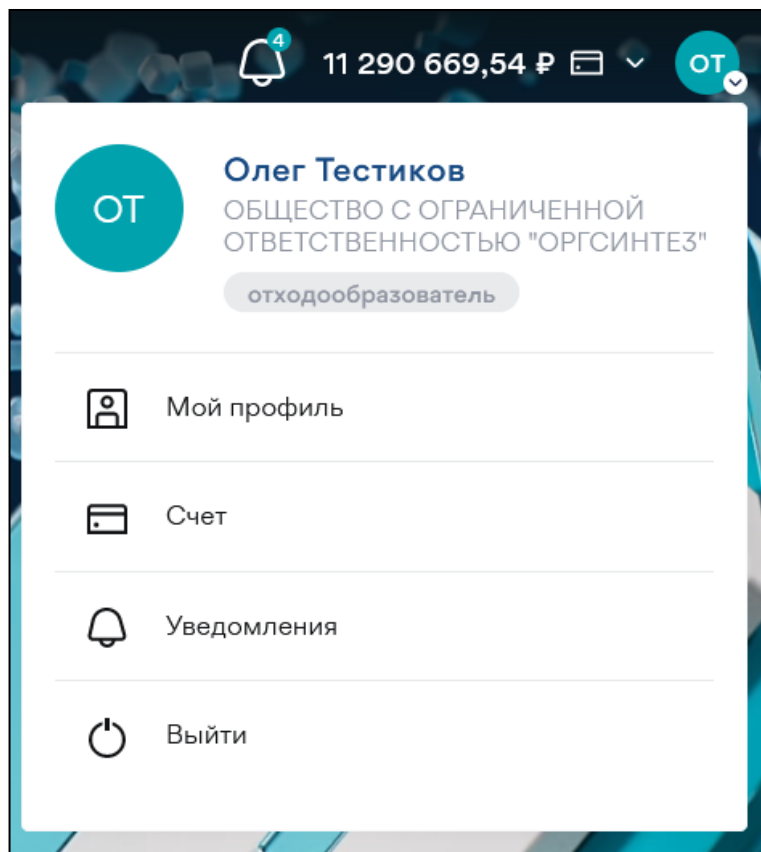 4
11 290 669,54 ₽
ОТ
ОТ
Олег Тестиков
ОБЩЕСТВО С ОГРАНИЧЕННОЙ
ОТВЕТСТВЕННОСТЬЮ "ОРГСИНТЕЗ"
отходообразователь
Мой профиль
Счет
Уведомления
Выйти